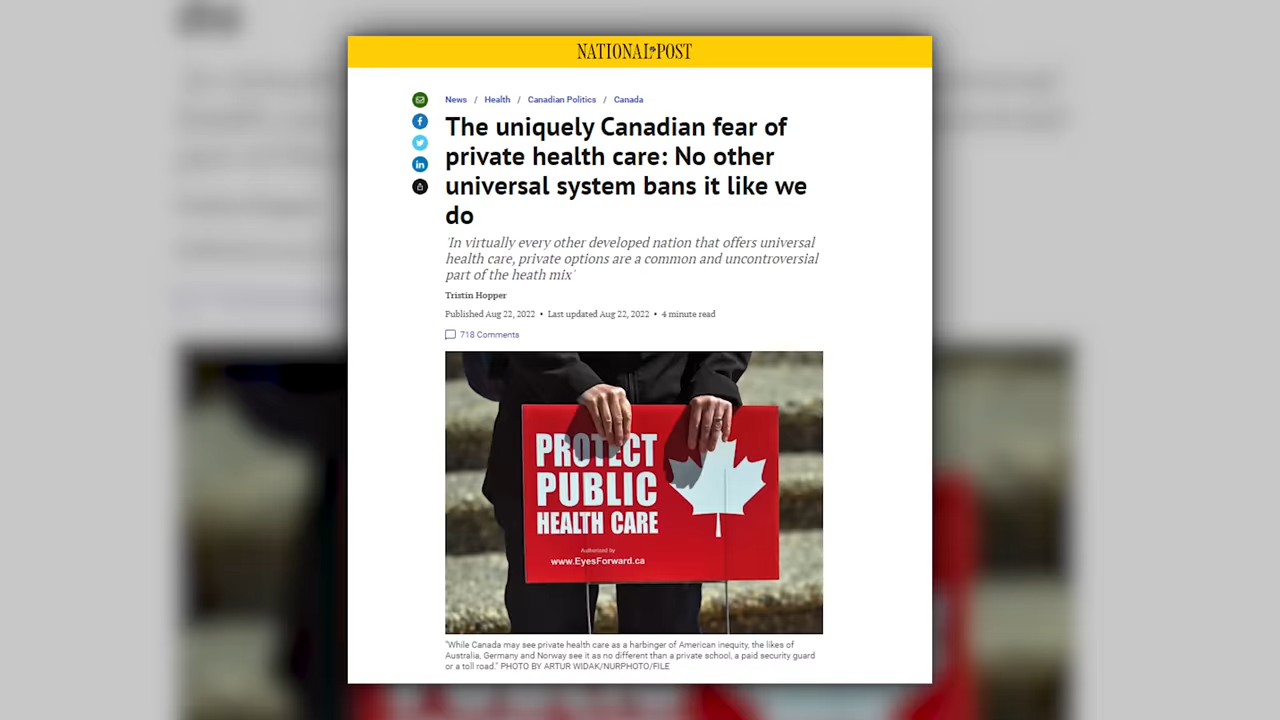 NATIONAL POST
News / Health / Canadian Politics / Canada
The uniquely Canadian fear of
private health care: No other
universal system bans it like we
do
'In virtually every other developed nation that offers universal
health care, private options are a common and uncontroversial
part of the heath mix'
Tristin Hopper
Published Aug 22, 2022 • Last updated Aug 22, 2022 • 4 minute read
718 Comments
PROTECT
PUBLIC
HEALTH CARE
Authorized by
www.EyesForward.ca
"While Canada may see private health care as a harbinger of American inequity, the likes of
Australia, Germany and Norway see it as no different than a private school, a paid security guard
or a toll road." PHOTO BY ARTUR WIDAK/NURPHOTO/FILE